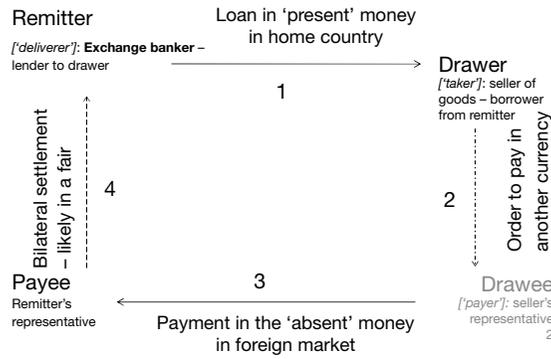 Remitter
['deliverer']: Exchange banker –
lender to drawer
Loan in 'present' money
in home country
1
Drawer
['taker']: seller of
goods – borrower
from remitter
Bilateral settlement
– likely in a fair
4
2
Order to pay in
another currency
Payee
Remitter's
representative
3
Payment in the 'absent' money
in foreign market
Drawee
['payer']: seller's
representative
2